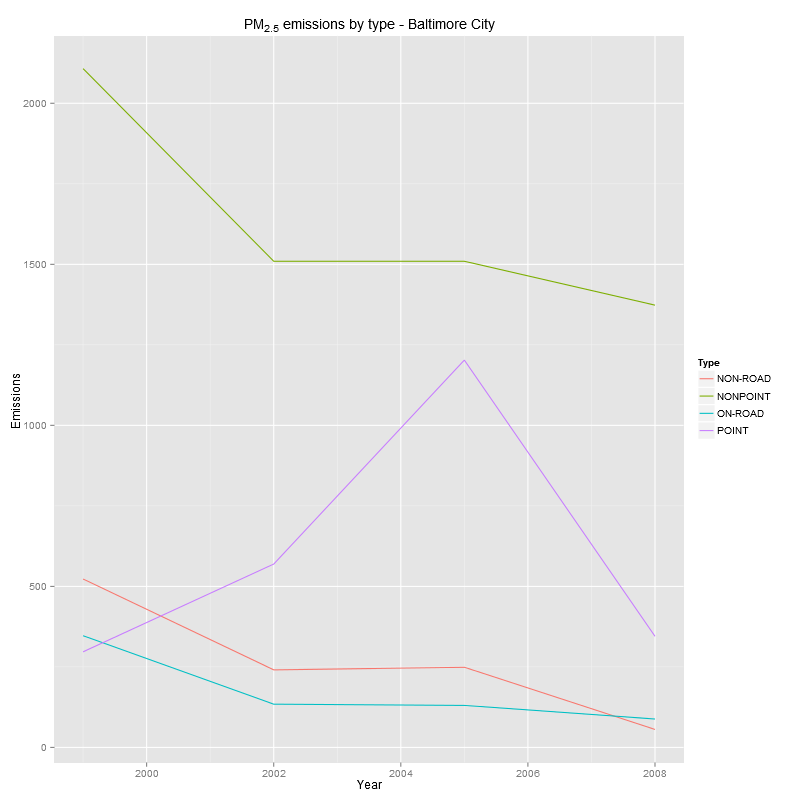 PM2.5 emissions by type - Baltimore City
Emissions
2000
1500
1000
500
0
2000 2002 2004 2006 2008
Year
Type
NON-ROAD
NONPOINT
ON-ROAD
POINT